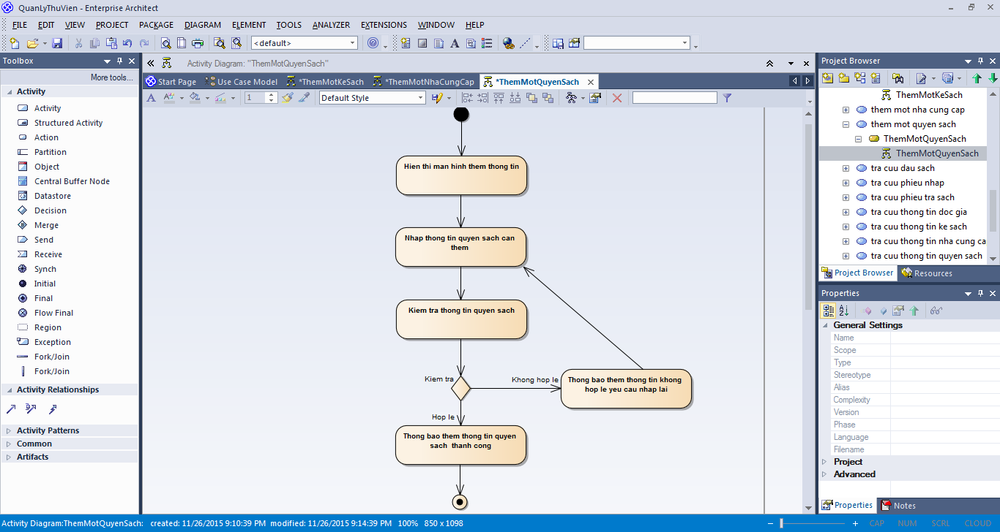 QuanLyThuVien - Enterprise Architect
FILE EDIT VIEW PROJECT PACKAGE DIAGRAM ELEMENT TOOLS ANALYZER EXTENSIONS WINDOW HELP
<default>
Toolbox
More tools...
Activity
Activity
Structured Activity
Action
Partition
Object
Central Buffer Node
Datastore
Decision
Merge
Send
Receive
Synch
Initial
Final
Flow Final
Region
Exception
Fork/Join
Fork/Join
Activity Relationships
Activity Patterns
Common
Artifacts
Activity Diagram: "ThemMotQuyenSach"
Start Page Use Case Model *ThemMotKeSach *ThemMotNhaCungCap *ThemMotQuyenSach
1 Default Style
Hien thi man hinh them thong tin
Nhap thong tin quyen sach can
them
Kiem tra thong tin quyen sach
Kiem tra
Khong hop le
Thong bao them thong tin khong
hop le yeu cau nhap lai
Hop le
Thong bao them thong tin quyen
sach thanh cong
Project Browser
ThemMotKeSach
them mot nha cung cap
them mot quyen sach
ThemMotQuyenSach
ThemMotQuyenSach
tra cuu dau sach
tra cuu phieu nhap
tra cuu phieu tra sach
tra cuu thong tin doc gia
tra cuu thong tin ke sach
tra cuu thong tin nha cung ca
tra cuu thong tin quyen sach
Project Browser Resources
Properties
General Settings
Name
Scope
Type
Stereotype
Alias
Complexity
Version
Phase
Language
Filename
Project
Advanced
Properties Notes
Activity Diagram:ThemMotQuyenSach: created: 11/26/2015 9:10:39 PM modified: 11/26/2015 9:14:39 PM 100% 850 x 1098
CAP NUM SCRL CLOUD